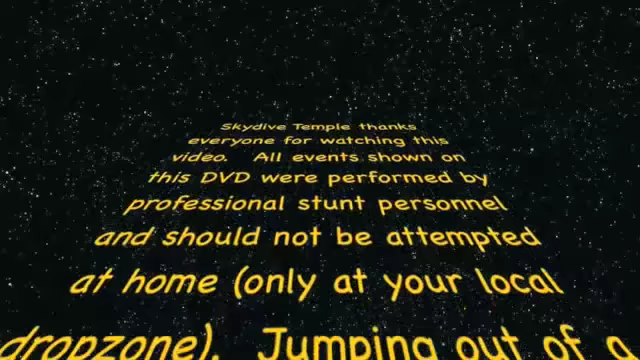 Skydive Temple thanks
everyone for watching this
video.   All events shown on
this DVD were performed by
professional stunt personnel
and should not be attempted
at home (only at your local
dropzone).  Jumping out of a